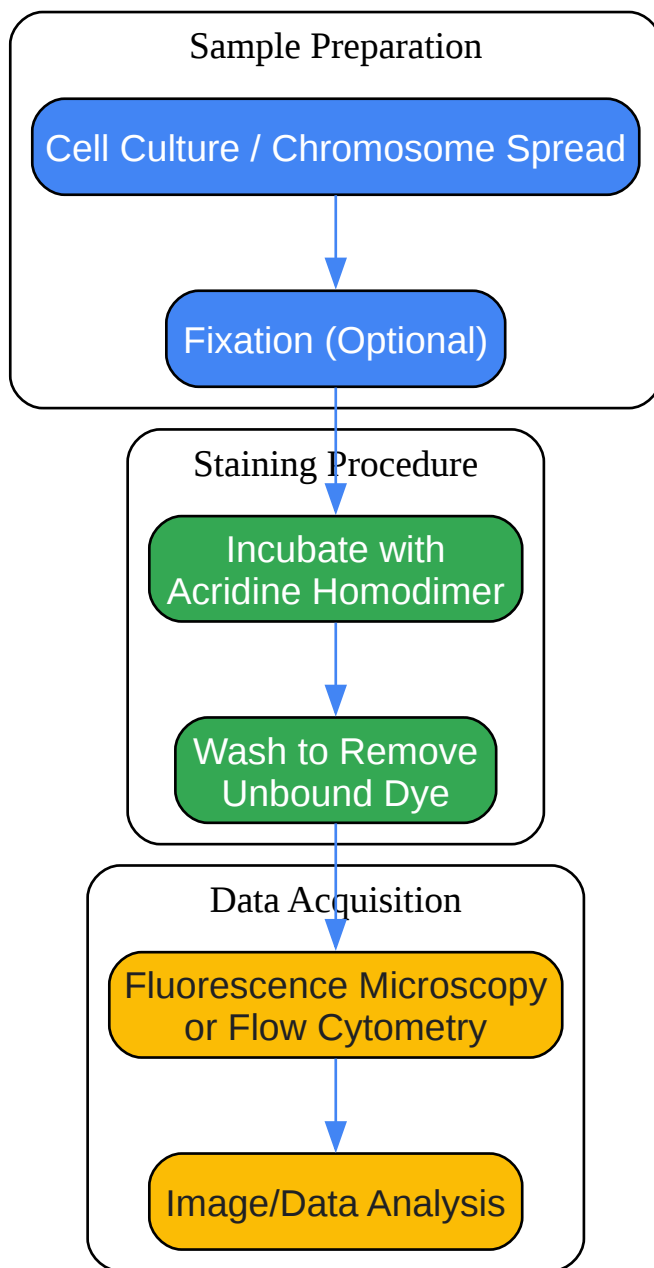 Sample Preparation
Cell Culture / Chromosome Spread
Fixation (Optional)
Staining Procedure
Incubate with
Acridine Homodimer
Wash to Remove
Unbound Dye
Data Acquisition
Fluorescence Microscopy
or Flow Cytometry
Image/Data Analysis